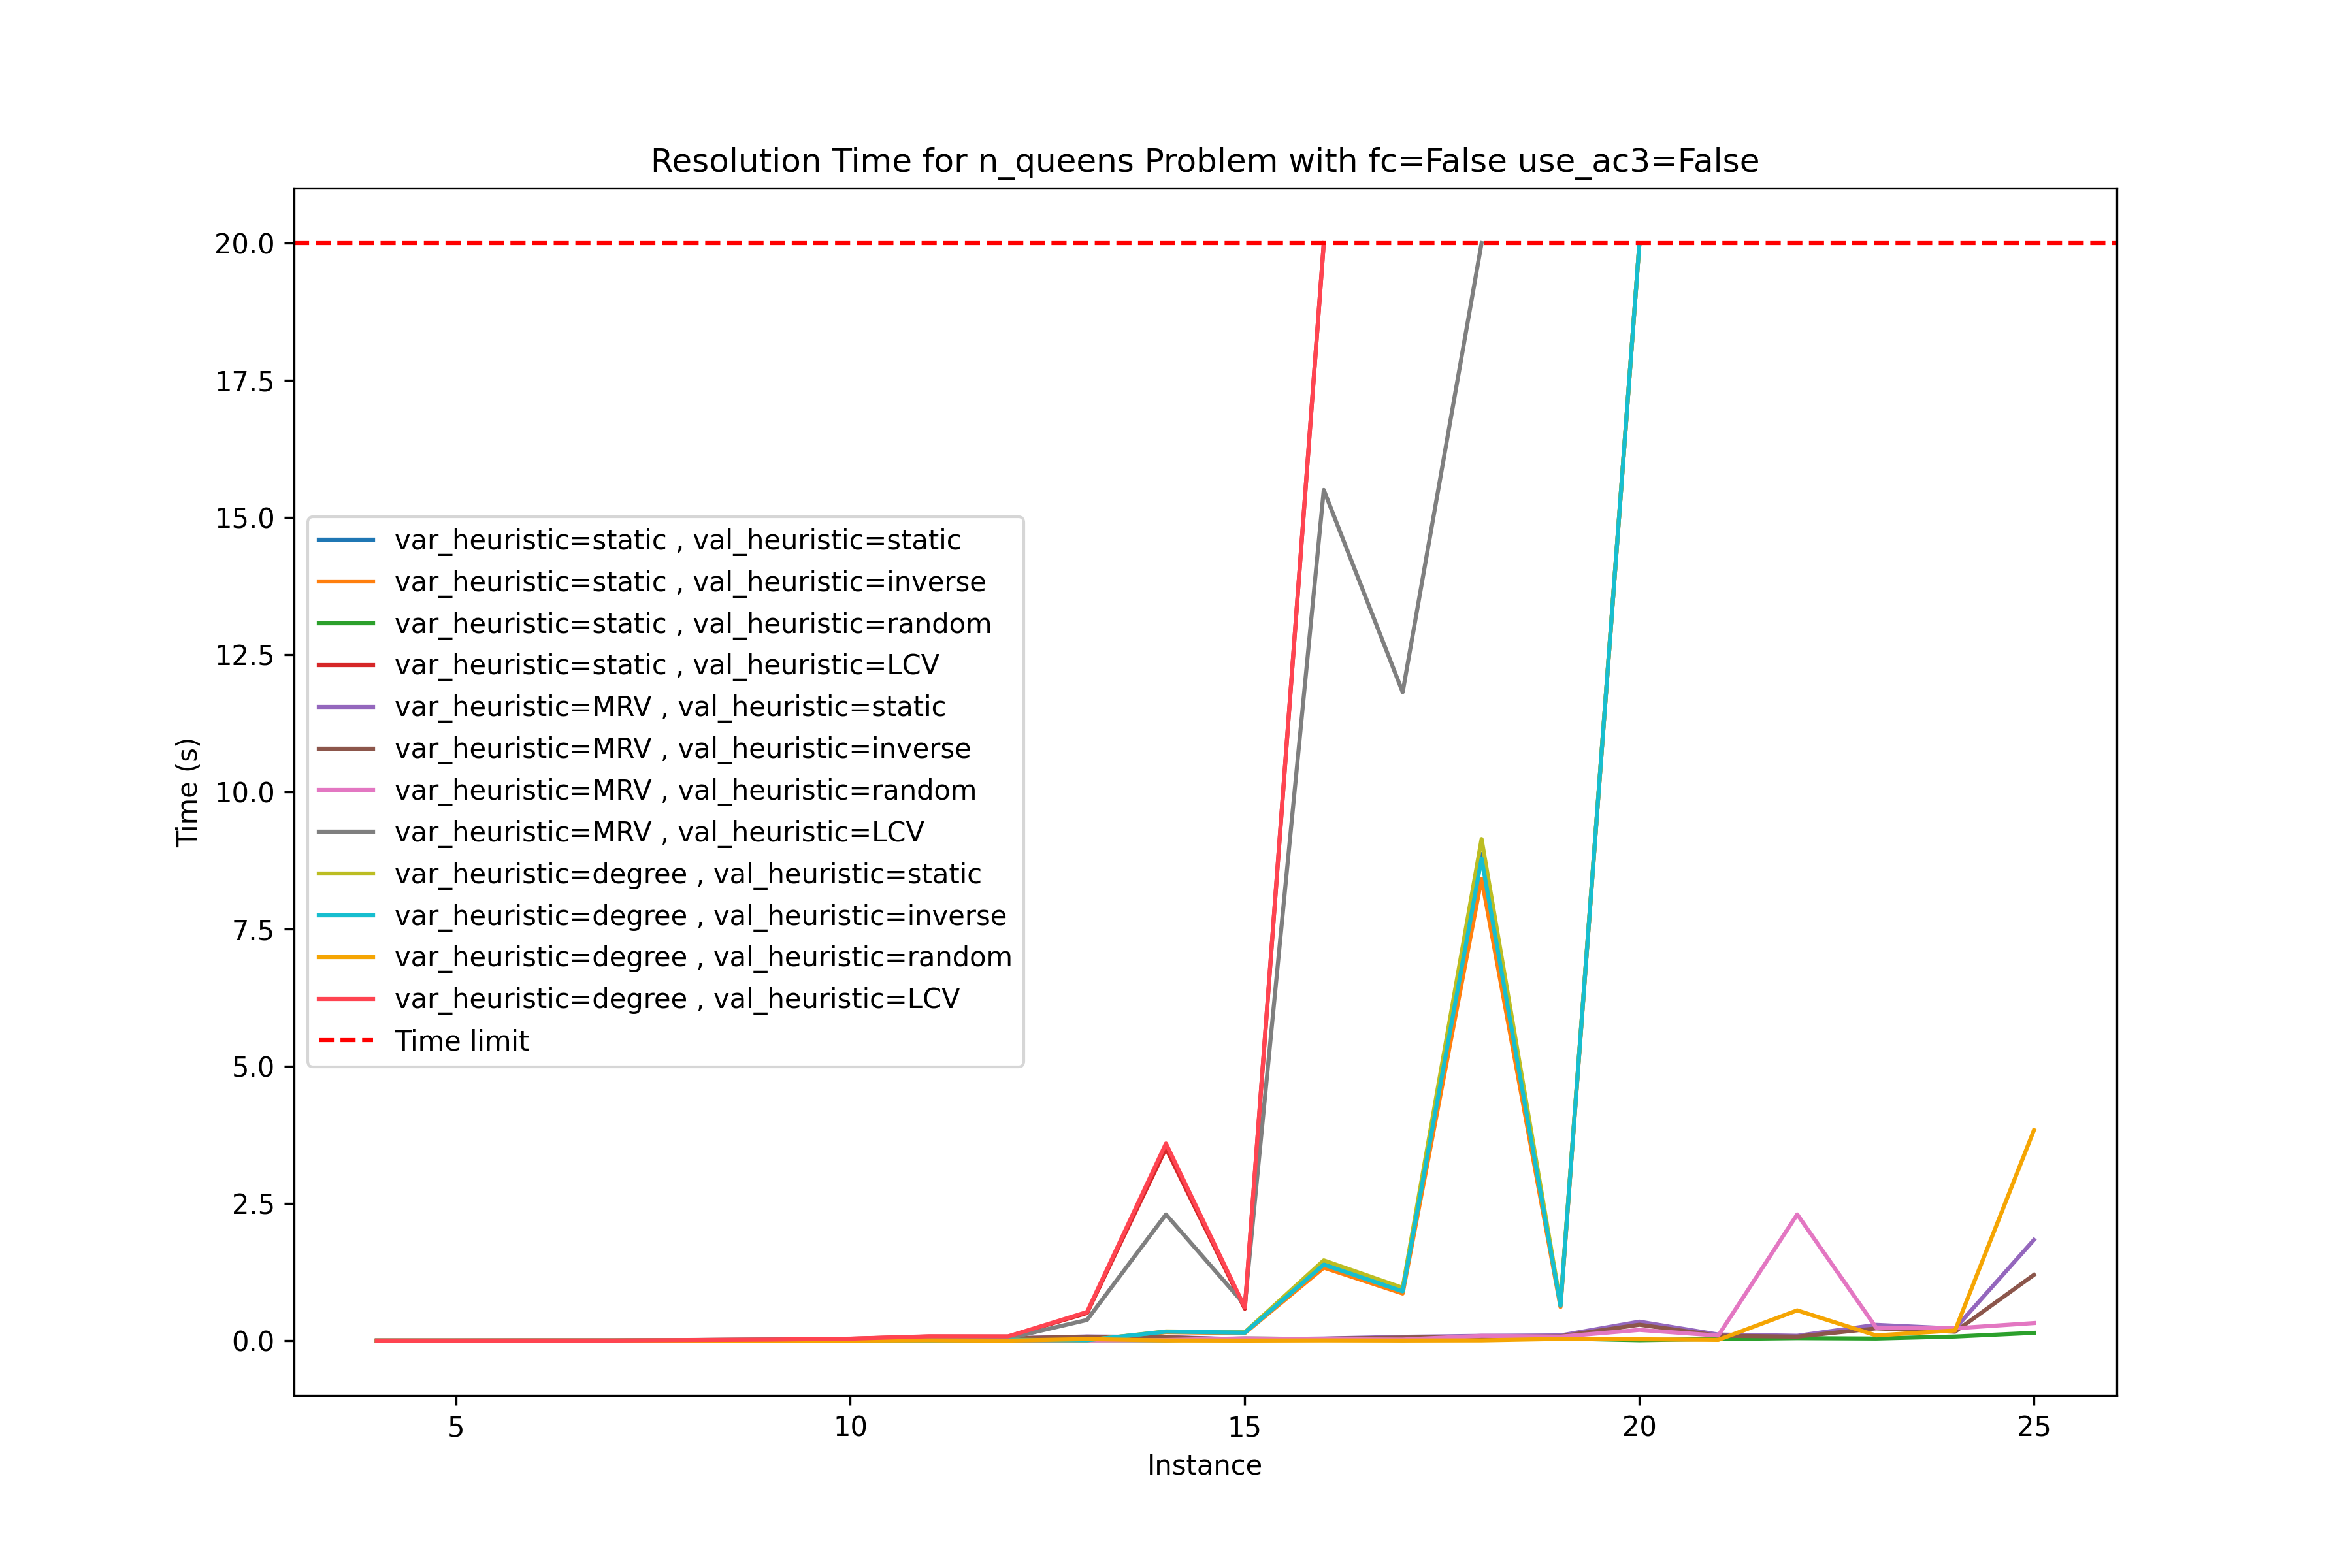 Resolution Time for n_queens Problem with fc=False use_ac3=False
20.0
17.5
15.0
12.5
10.0
7.5
5.0
2.5
0.0
Time (s)
var_heuristic=static , val_heuristic=static
var_heuristic=static , val_heuristic=inverse
var_heuristic=static , val_heuristic=random
var_heuristic=static , val_heuristic=LCV
var_heuristic=MRV , val_heuristic=static
var_heuristic=MRV , val_heuristic=inverse
var_heuristic=MRV , val_heuristic=random
var_heuristic=MRV , val_heuristic=LCV
var_heuristic=degree , val_heuristic=static
var_heuristic=degree , val_heuristic=inverse
var_heuristic=degree , val_heuristic=random
var_heuristic=degree , val_heuristic=LCV
Time limit
5 10 15 20 25
Instance